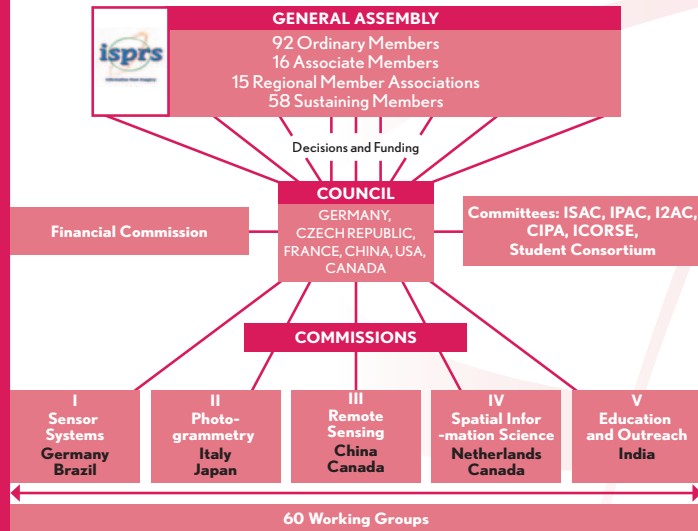 GENERAL ASSEMBLY
isprs
92 Ordinary Members
16 Associate Members
15 Regional Member Associations
58 Sustaining Members
Decisions and Funding
COUNCIL
GERMANY,
CZECH REPUBLIC,
FRANCE, CHINA, USA,
CANADA
Financial Commission
Committees: ISAC, IPAC, I2AC,
CIPA, ICORSE,
Student Consortium
COMMISSIONS
I
Sensor
Systems
Germany
Brazil
II
Photo-
grammetry
Italy
Japan
III
Remote
Sensing
China
Canada
IV
Spatial Infor
-mation Science
Netherlands
Canada
V
Education
and Outreach
India
60 Working Groups